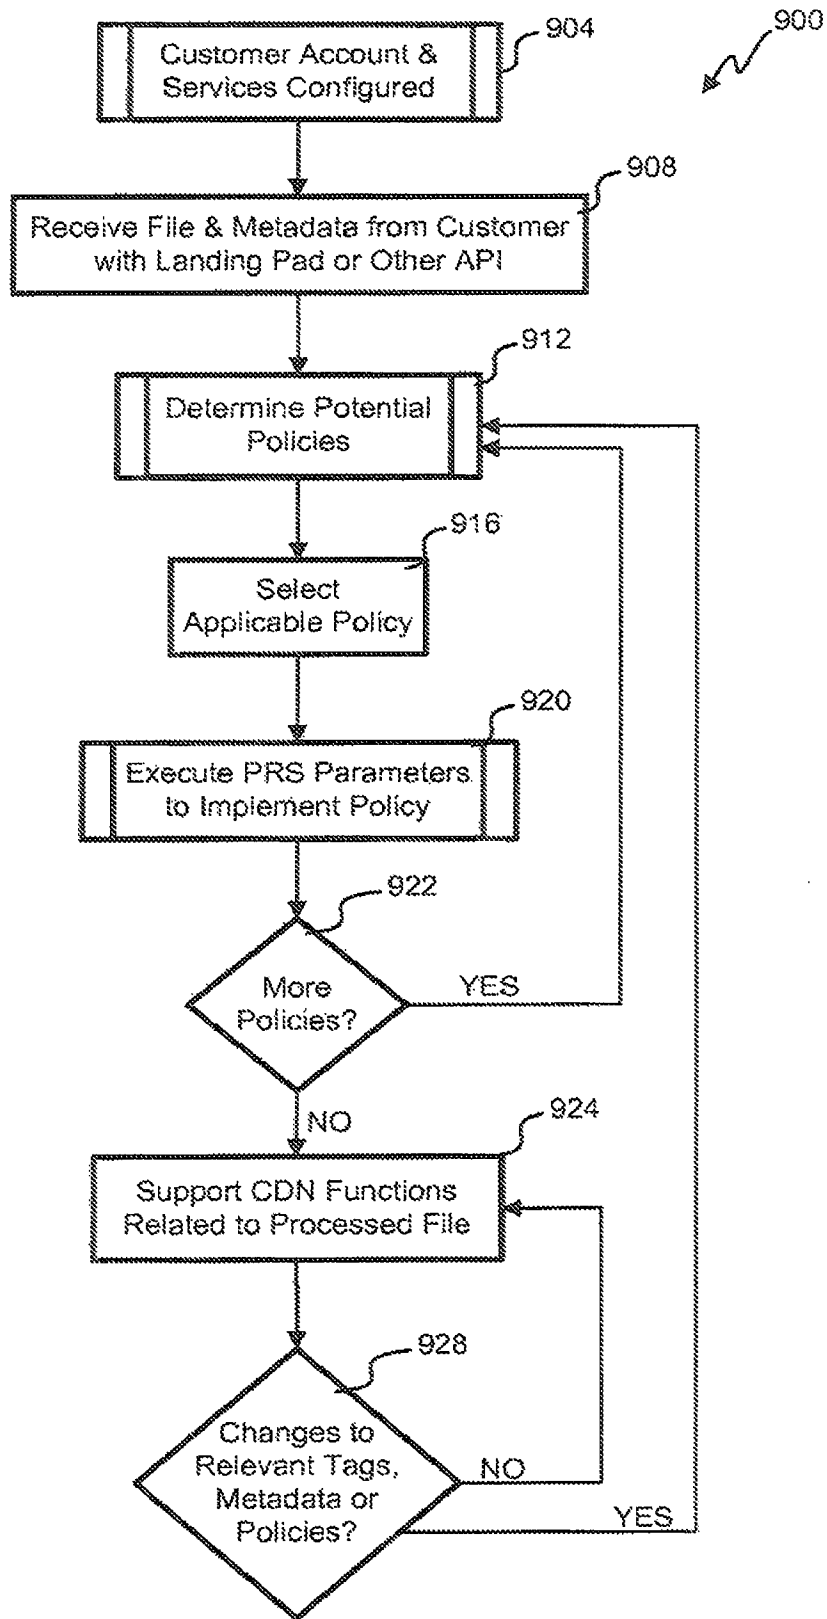 900
904
Customer Account &
Services Configured
908
Receive File & Metadata from Customer
with Landing Pad or Other API
912
Determine Potential
Policies
916
Select
Applicable Policy
920
Execute PRS Parameters
to Implement Policy
922
More
Policies?
YES
NO
924
Support CDN Functions
Related to Processed File
928
Changes to
Relevant Tags,
Metadata or
Policies?
NO
YES